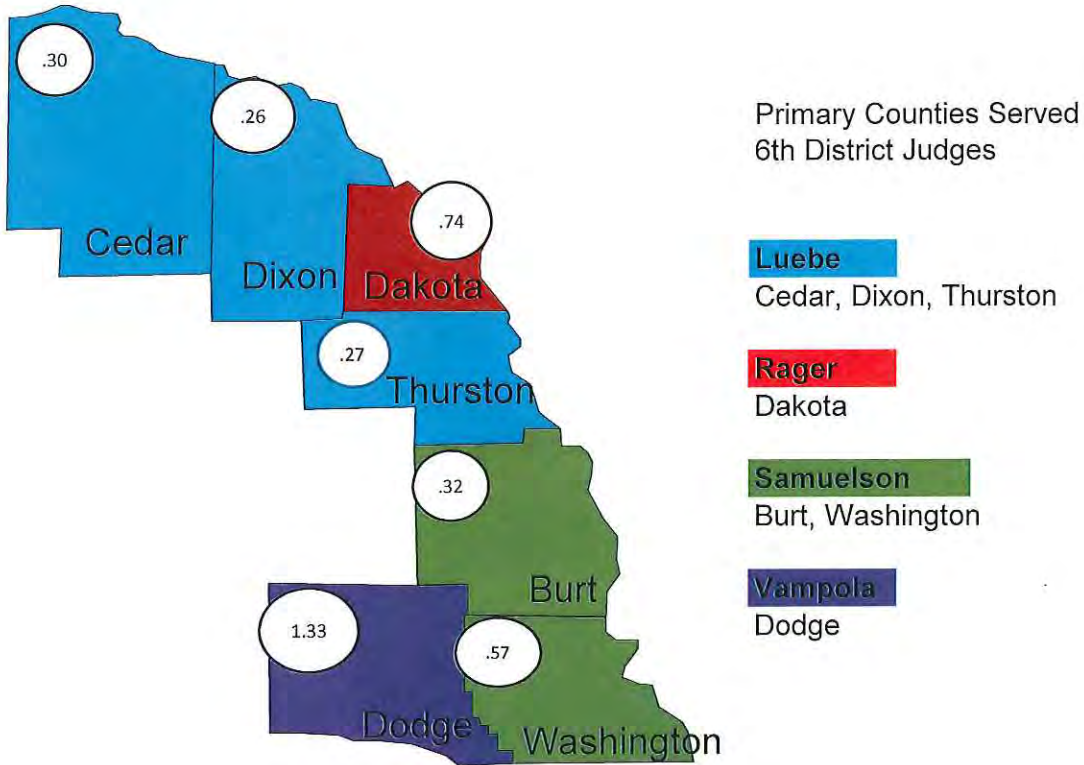 .30
.26
.74
Cedar
Dixon
Dakota
.27
Thurston
.32
Burt
1.33
.57
Dodge
Washington
Primary Counties Served
6th District Judges
Luebe
Cedar, Dixon, Thurston
Rager
Dakota
Samuelson
Burt, Washington
Vampola
Dodge